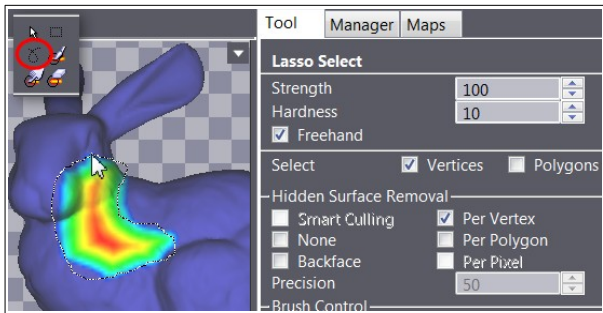 Tool Manager Maps
Lasso Select
Strength 100
Hardness 10
Freehand
Select Vertices Polygons
Hidden Surface Removal
Smart Culling Per Vertex
None Per Polygon
Backface Per Pixel
Precision 50
Brush Control